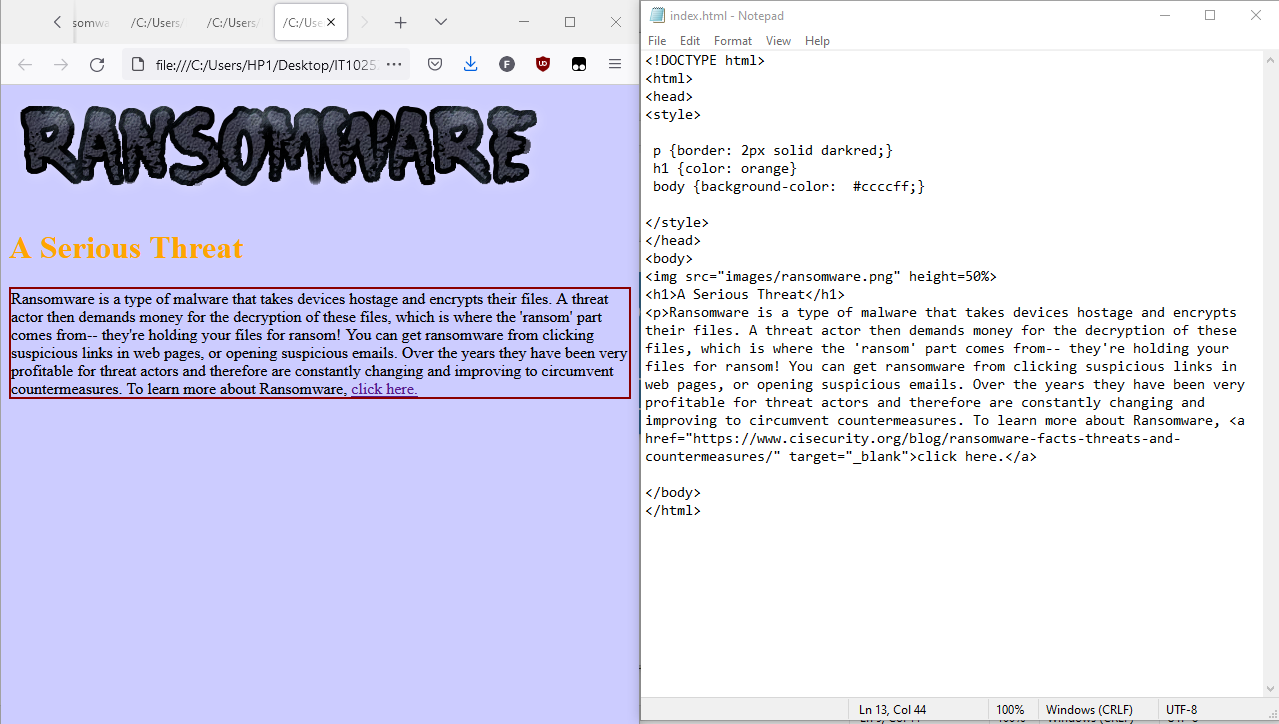 somwa
/C:/Users/
/C:/Users/
/C:/Use
file:///C:/Users/HP1/Desktop/IT1025
RANSOMWARE
A Serious Threat
Ransomware is a type of malware that takes devices hostage and encrypts their files. A threat
actor then demands money for the decryption of these files, which is where the 'ransom' part
comes from-- they're holding your files for ransom! You can get ransomware from clicking
suspicious links in web pages, or opening suspicious emails. Over the years they have been very
profitable for threat actors and therefore are constantly changing and improving to circumvent
countermeasures. To learn more about Ransomware, click here.
index.html - Notepad
File Edit Format View Help
<!DOCTYPE html>
<html>
<head>
<style>
p {border: 2px solid darkred;}
h1 {color: orange}
body {background-color:  #ccccff;}
</style>
</head>
<body>
<img src="images/ransomware.png" height=50%>
<h1>A Serious Threat</h1>
<p>Ransomware is a type of malware that takes devices hostage and encrypts
their files. A threat actor then demands money for the decryption of these
files, which is where the 'ransom' part comes from-- they're holding your
files for ransom! You can get ransomware from clicking suspicious links in
web pages, or opening suspicious emails. Over the years they have been very
profitable for threat actors and therefore are constantly changing and
improving to circumvent countermeasures. To learn more about Ransomware, <a
href="https://www.cisecurity.org/blog/ransomware-facts-threats-and-
countermeasures/" target="_blank">click here.</a>
</body>
</html>
Ln 13, Col 44
100%
Windows (CRLF)
UTF-8